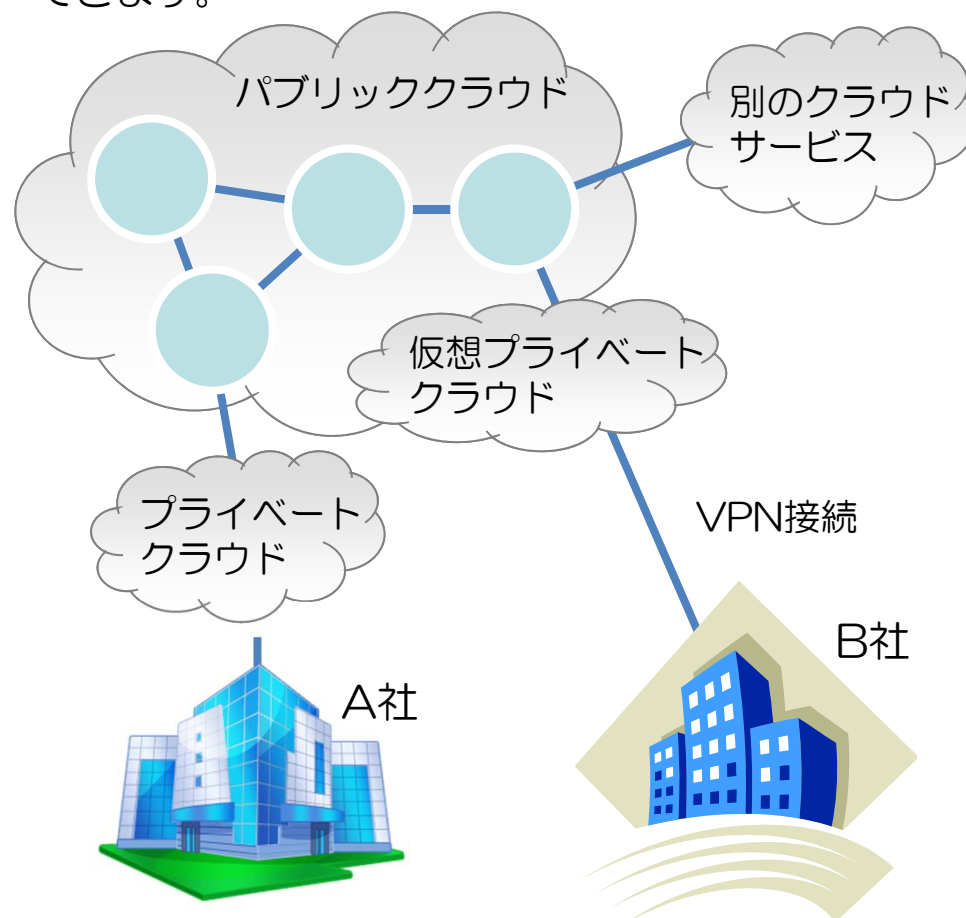 できます。
パブリッククラウド
別のクラウド
サービス
仮想プライベート
クラウド
プライベート
クラウド
VPN接続
B社
A社